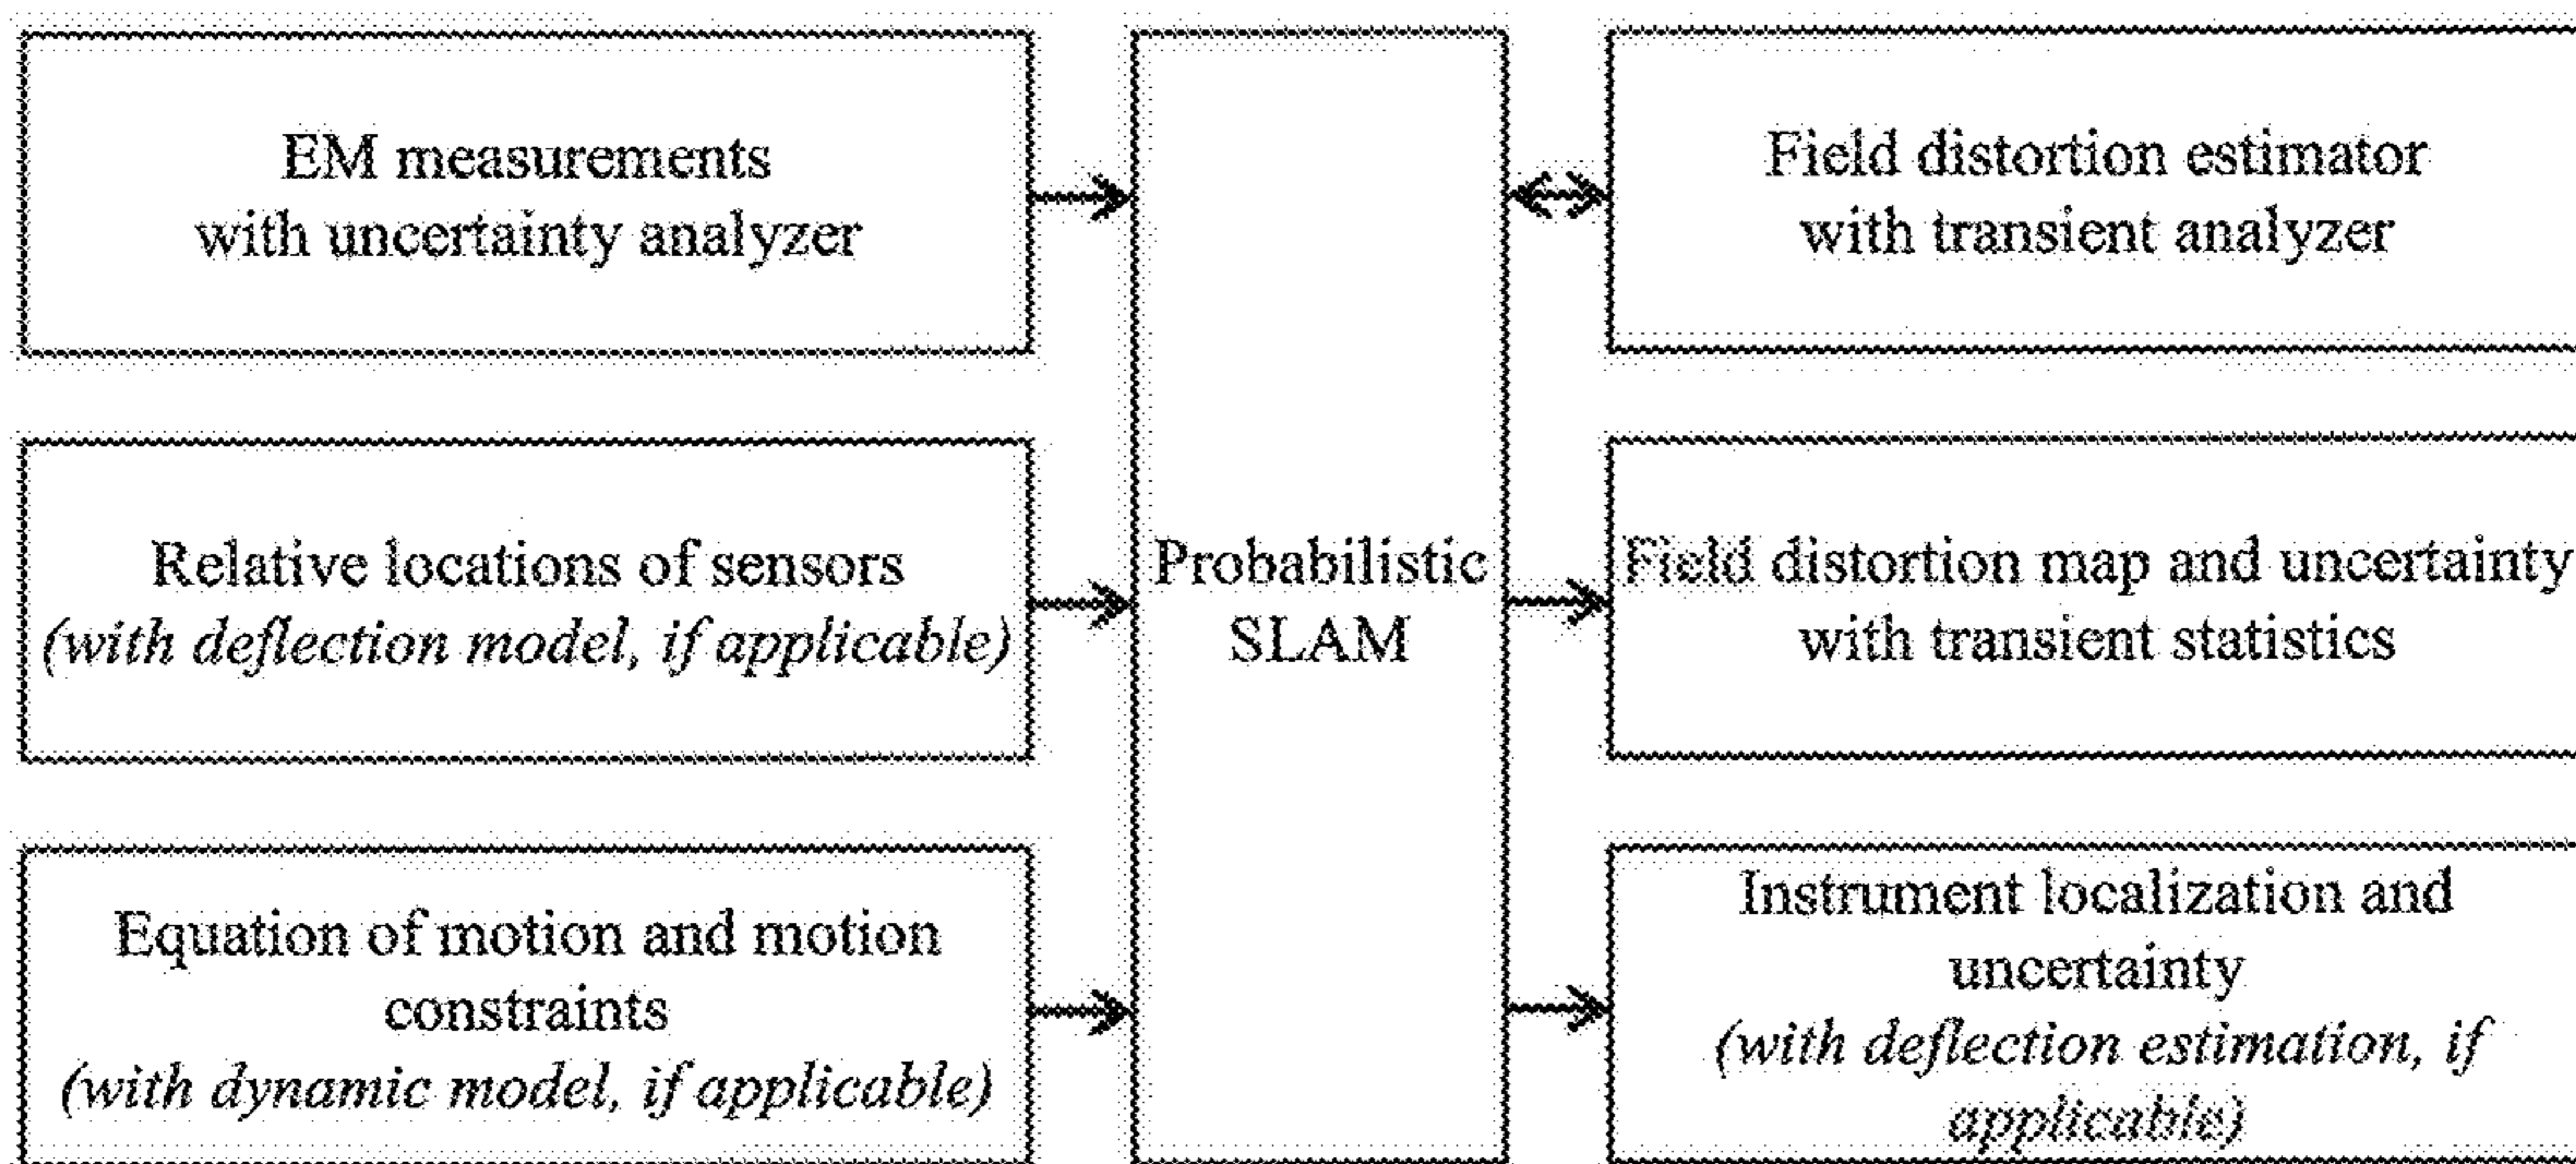 EM measurements
with uncertainty analyzer
Relative locations of sensors
(with deflection model, if applicable)
Equation of motion and motion
constraints
(with dynamic model, if applicable)
Probabilistic
SLAM
Field distortion estimator
with transient analyzer
Field distortion map and uncertainty
with transient statistics
Instrument localization and
uncertainty
(with deflection estimation, if
applicable)